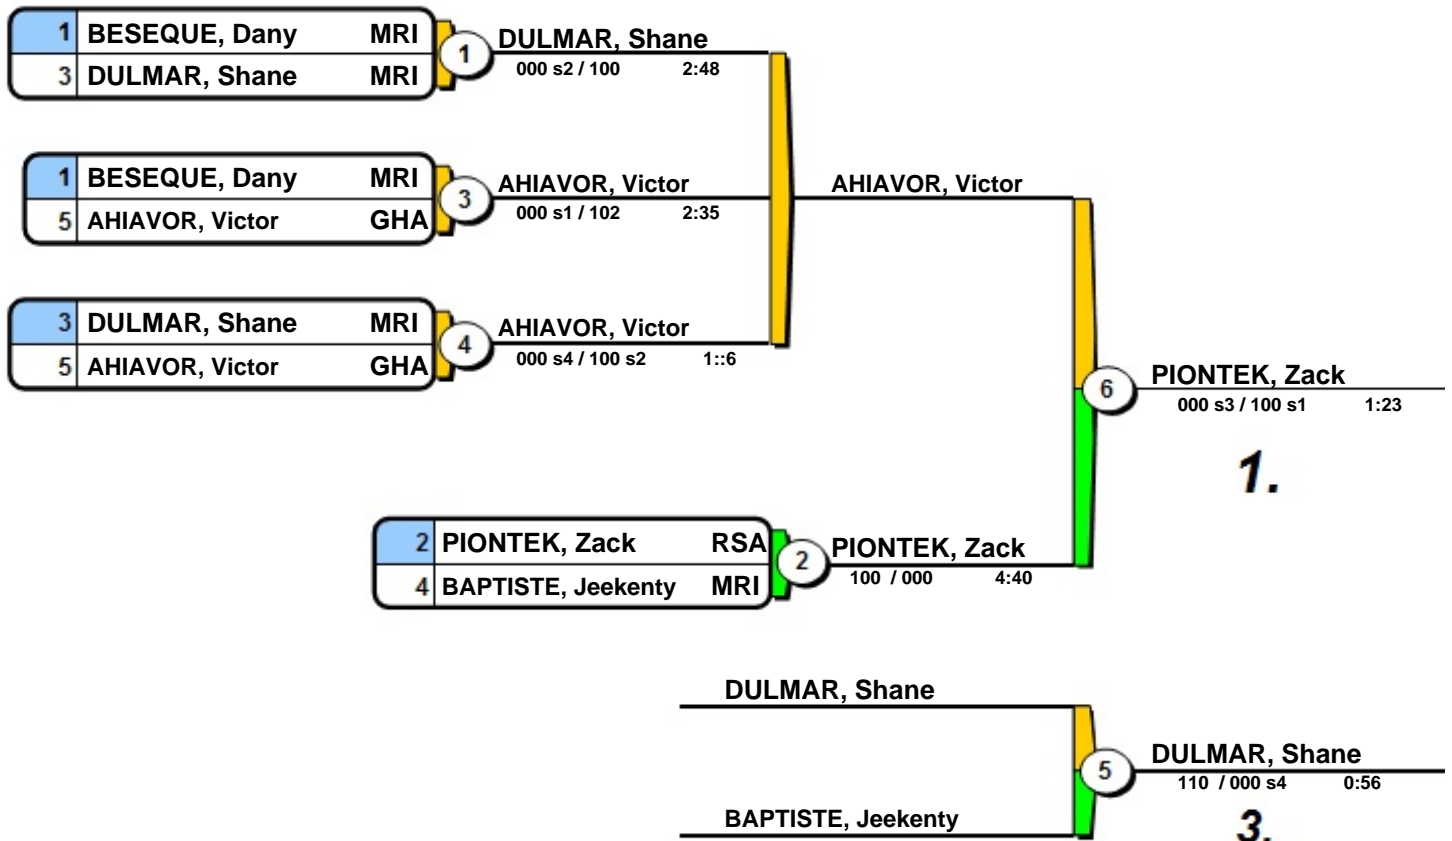 1 BESEQUE, Dany MRI
3 DULMAR, Shane MRI
1 DULMAR, Shane
000 s2 / 100 2:48
1 BESEQUE, Dany MRI
5 AHIAVOR, Victor GHA
3 AHIAVOR, Victor
000 s1 / 102 2:35
AHIAVOR, Victor
3 DULMAR, Shane MRI
5 AHIAVOR, Victor GHA
4 AHIAVOR, Victor
000 s4 / 100 s2 1::6
6 PIONTEK, Zack
000 s3 / 100 s1 1:23
1.
2 PIONTEK, Zack RSA
4 BAPTISTE, Jeekenty MRI
2 PIONTEK, Zack
100 / 000 4:40
DULMAR, Shane
BAPTISTE, Jeekenty
5 DULMAR, Shane
110 / 000 s4 0:56
3.